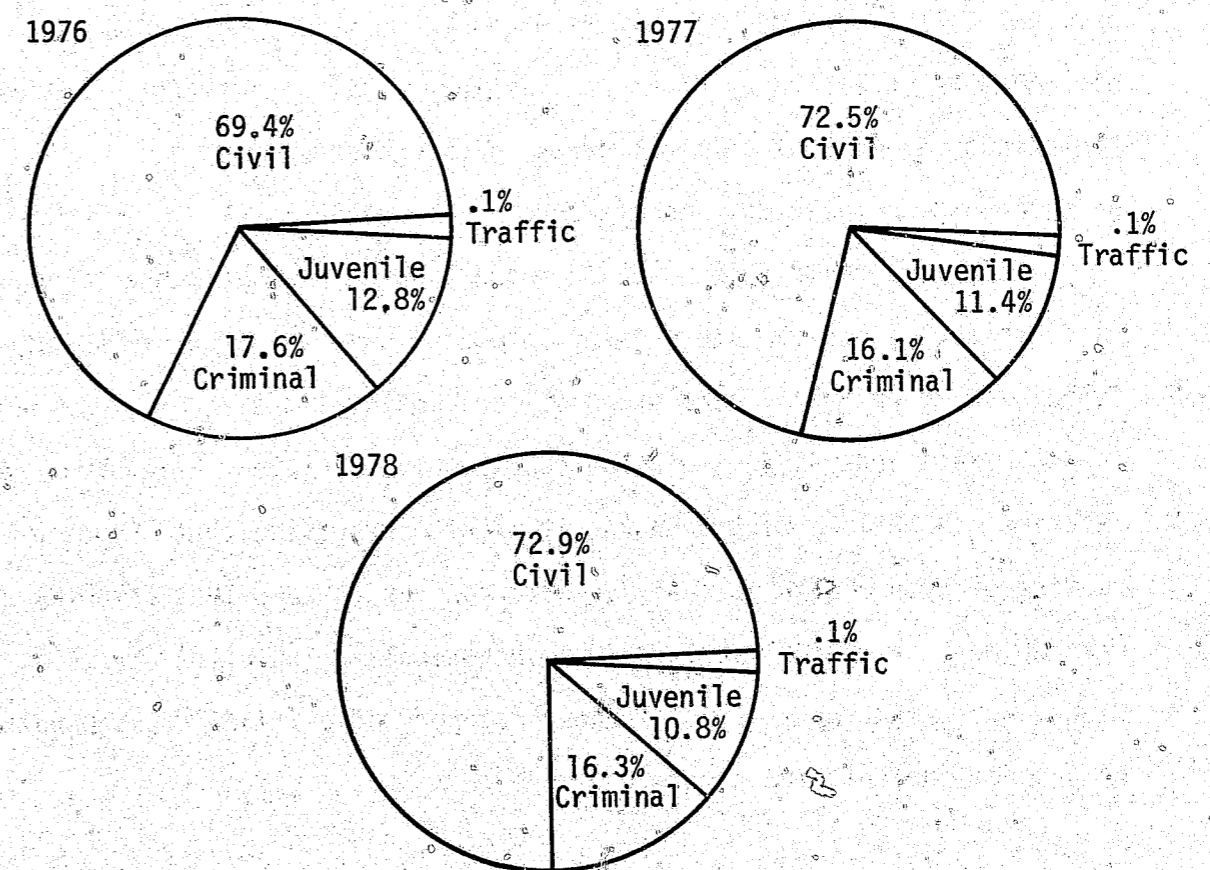 1976
69.4%
Civil
.1%
Traffic
Juvenile
12.8%
17.6%
Criminal
1977
72.5%
Civil
.1%
Traffic
Juvenile
11.4%
16.1%
Criminal
1978
72.9%
Civil
.1%
Traffic
Juvenile
10.8%
16.3%
Criminal